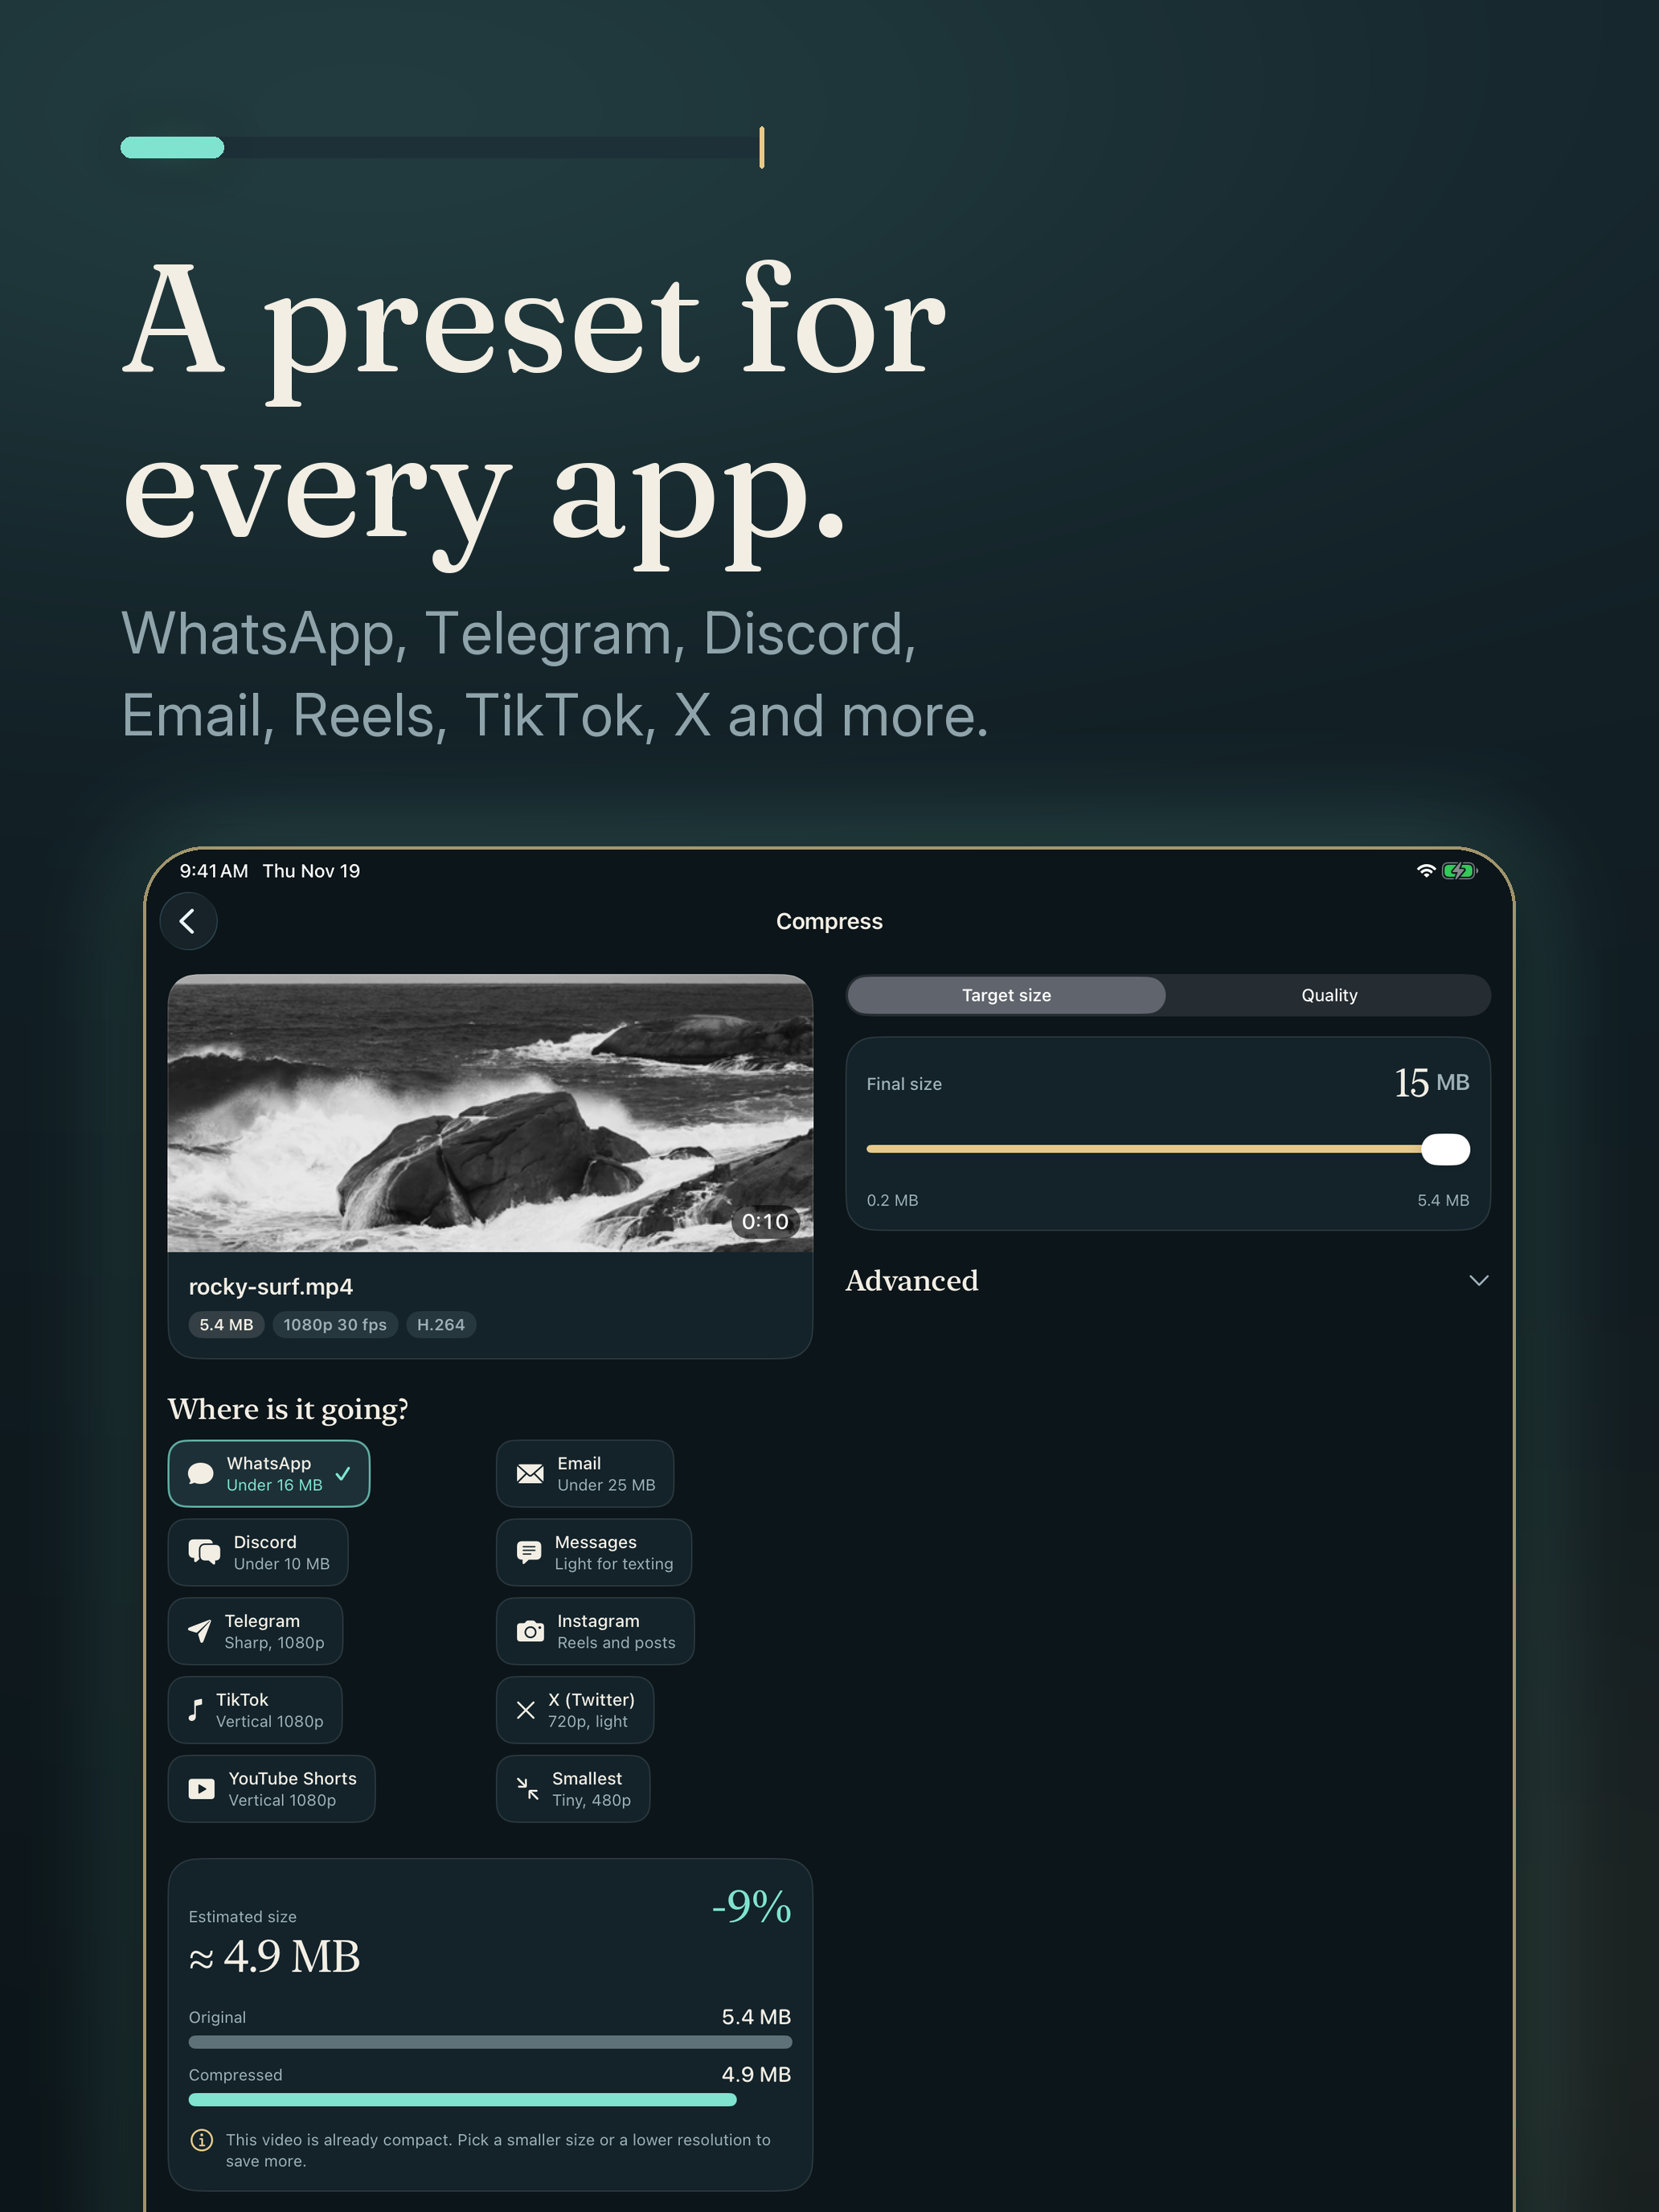 A preset for
every app.
WhatsApp, Telegram, Discord,
Email, Reels, TikTok, X and more.
9:41 AM Thu Nov 19
Compress
0:10
rocky-surf.mp4
5.4 MB 1080p 30 fps H.264
Target size Quality
Final size 15 MB
0.2 MB 5.4 MB
Advanced
Where is it going?
WhatsApp
Under 16 MB
Email
Under 25 MB
Discord
Under 10 MB
Messages
Light for texting
Telegram
Sharp, 1080p
Instagram
Reels and posts
TikTok
Vertical 1080p
X (Twitter)
720p, light
YouTube Shorts
Vertical 1080p
Smallest
Tiny, 480p
Estimated size -9%
≈ 4.9 MB
Original 5.4 MB
Compressed 4.9 MB
This video is already compact. Pick a smaller size or a lower resolution to
save more.